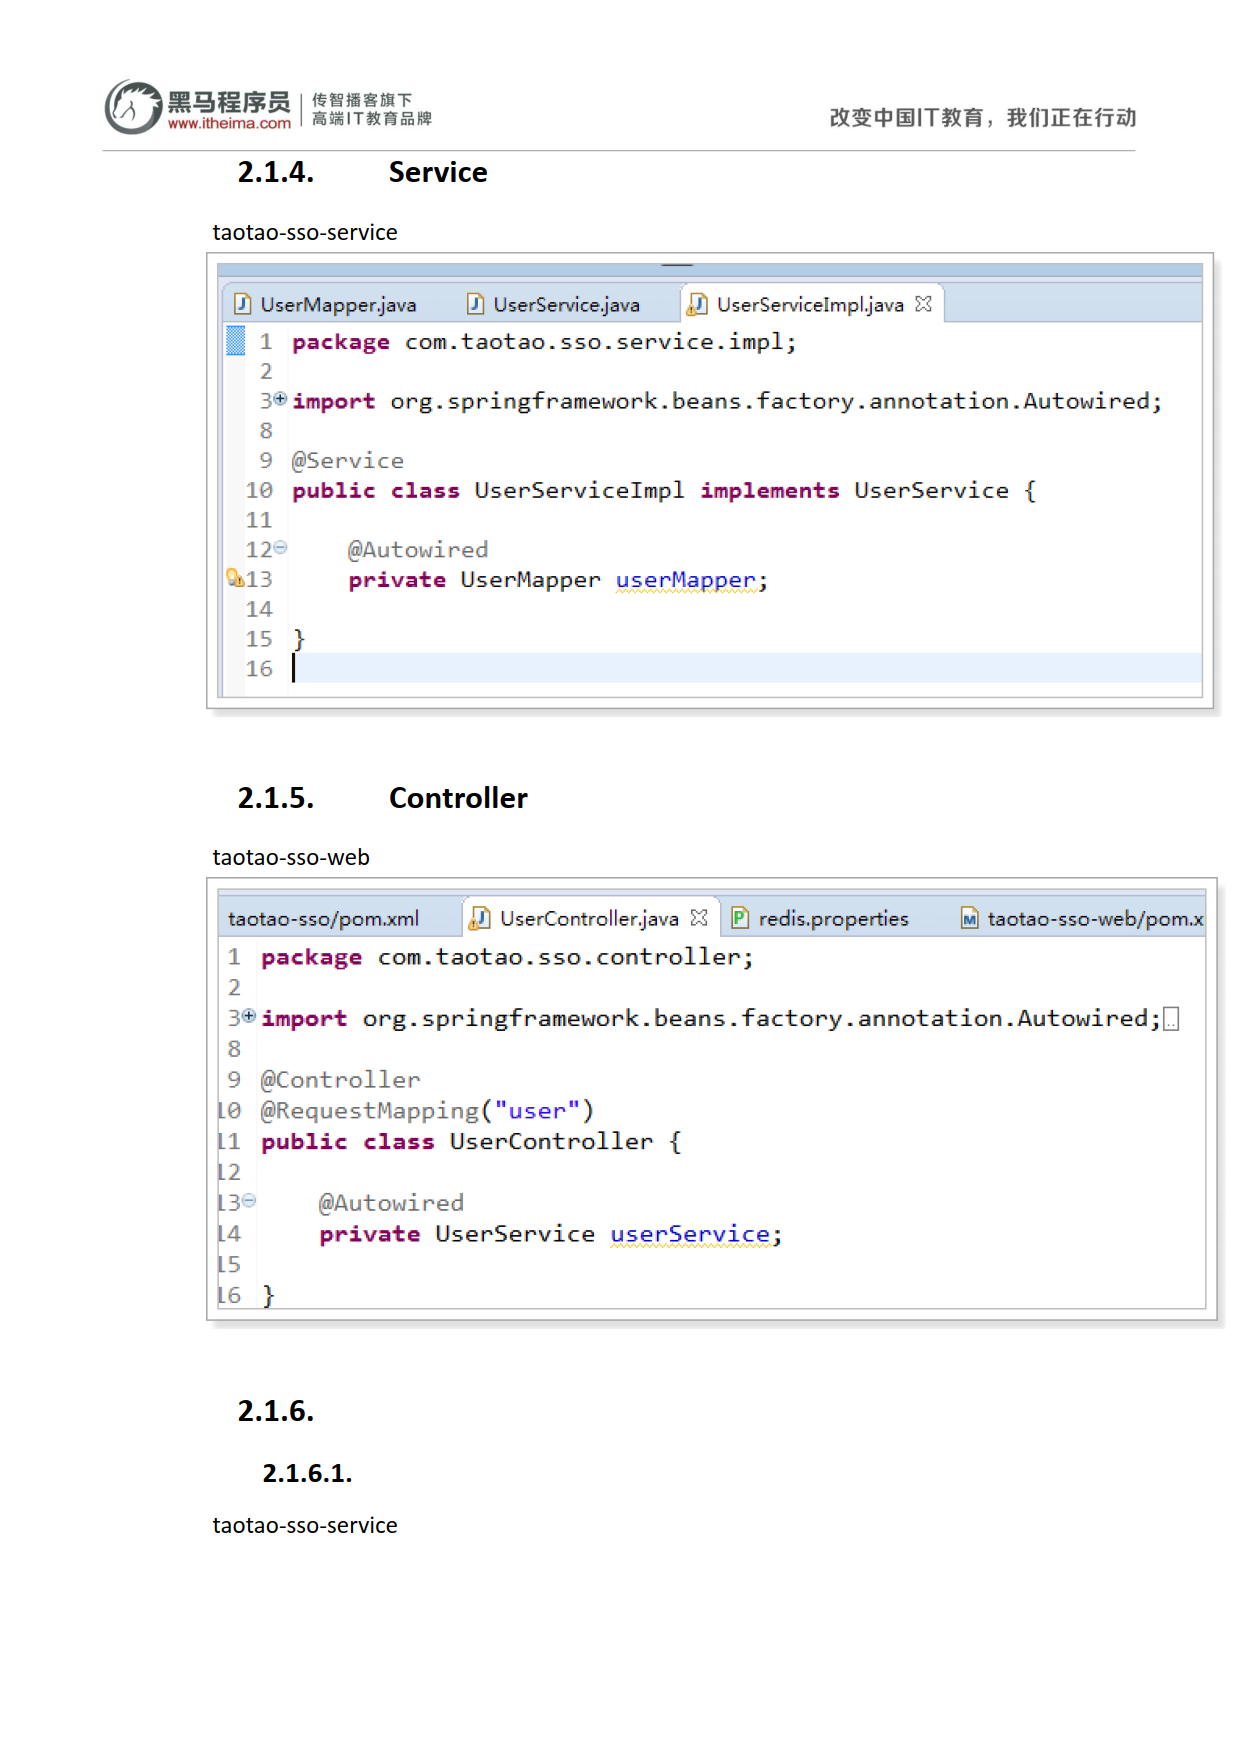 黑马程序员
www.itheima.com
传智播客旗下
高端IT教育品牌
改变中国IT教育，我们正在行动
2.1.4. Service
taotao-sso-service
UserMapper.java UserService.java UserServiceImpl.java
1 package com.taotao.sso.service.impl;
2
3 import org.springframework.beans.factory.annotation.Autowired;
8
9 @Service
10 public class UserServiceImpl implements UserService {
11
12 @Autowired
13 private UserMapper userMapper;
14
15 }
16
2.1.5. Controller
taotao-sso-web
taotao-sso/pom.xml UserController.java redis.properties taotao-sso-web/pom.x
1 package com.taotao.sso.controller;
2
3 import org.springframework.beans.factory.annotation.Autowired;
8
9 @Controller
10 @RequestMapping("user")
11 public class UserController {
12
13 @Autowired
14 private UserService userService;
15
16 }
2.1.6.
2.1.6.1.
taotao-sso-service